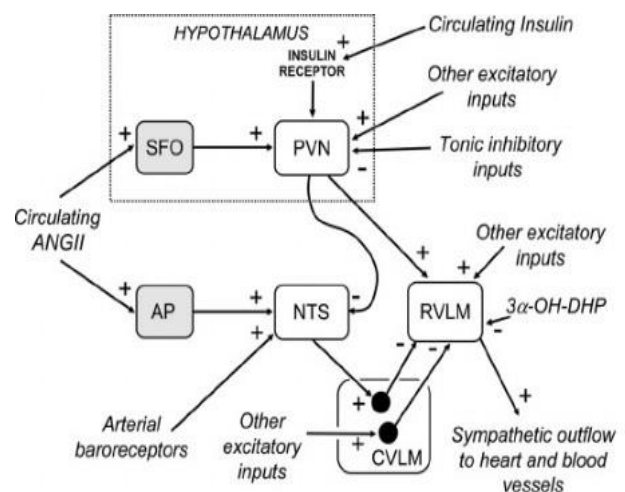 HYPOTHALAMUS
+
Circulating Insulin
INSULIN
RECEPTOR
Other excitatory
inputs
+
+
+
SFO
PVN
-
Tonic inhibitory
inputs
Circulating
ANGII
+
+
Other excitatory
inputs
+
+
-
AP
NTS
RVLM
-
3α-OH-DHP
+
-
-
+
+
Arterial
baroreceptors
Other
excitatory
inputs
+
CVLM
Sympathetic outflow
to heart and blood
vessels